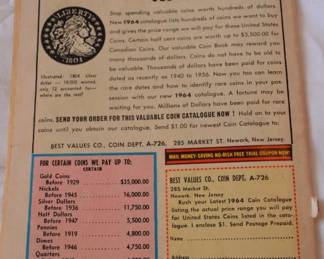 Stop spending valuable coins worth hundreds of dollars.
New 1964 catalogue lists hundreds of coins we want to buy
and gives the price range we will pay for these United States
Coins. Certain half cent coins are worth up to $3,500.00 for
Canadian Coins. Our valuable Coin Book may reward you
many thousands of dollars. Coins do not have to be old to
be valuable. Thousands of dollars have been paid for coins
dated as recently as 1940 to 1956. Now you too can learn
the rare dates and how to identify rare coins in your pos-
session with our new 1964 catalogue. A fortune may be
waiting for you. Millions of Dollars have been paid for rare
coins. SEND YOUR ORDER FOR THIS VALUABLE COIN CATALOGUE NOW! Hold on to your
coins until you obtain our catalogue. Send $1.00 for newest Coin Catalogue to:
LIBERTY
1801
Illustrated: 1804 silver
dollar — 19,000 minted,
only 12 accounted for—
where are the rest?
BEST VALUES CO., COIN DEPT. A-726, 285 MARKET ST. Newark, New Jersey.
FOR CERTAIN COINS WE PAY UP TO:
CERTAIN
Gold Coins
Before 1929 $35,000.00
Nickels
Before 1945 16,000.00
Silver Dollars
Before 1936 11,750.00
Half Dollars
Before 1947 5,500.00
Pennies
Before 1919 4,800.00
Dimes
Before 1946 4,750.00
Quarters
MAIL MONEY-SAVING NO-RISK FREE TRIAL COUPON NOW!
BEST VALUES CO., COIN DEPT. A-726
285 Market St.
Newark, New Jersey
Rush your Latest 1964 Coin Catalogue
listing the actual price range you will pay
for United States Coins listed in the cata-
logue. I enclose $1. Send Postage Prepaid.
NAME
ADDRESS